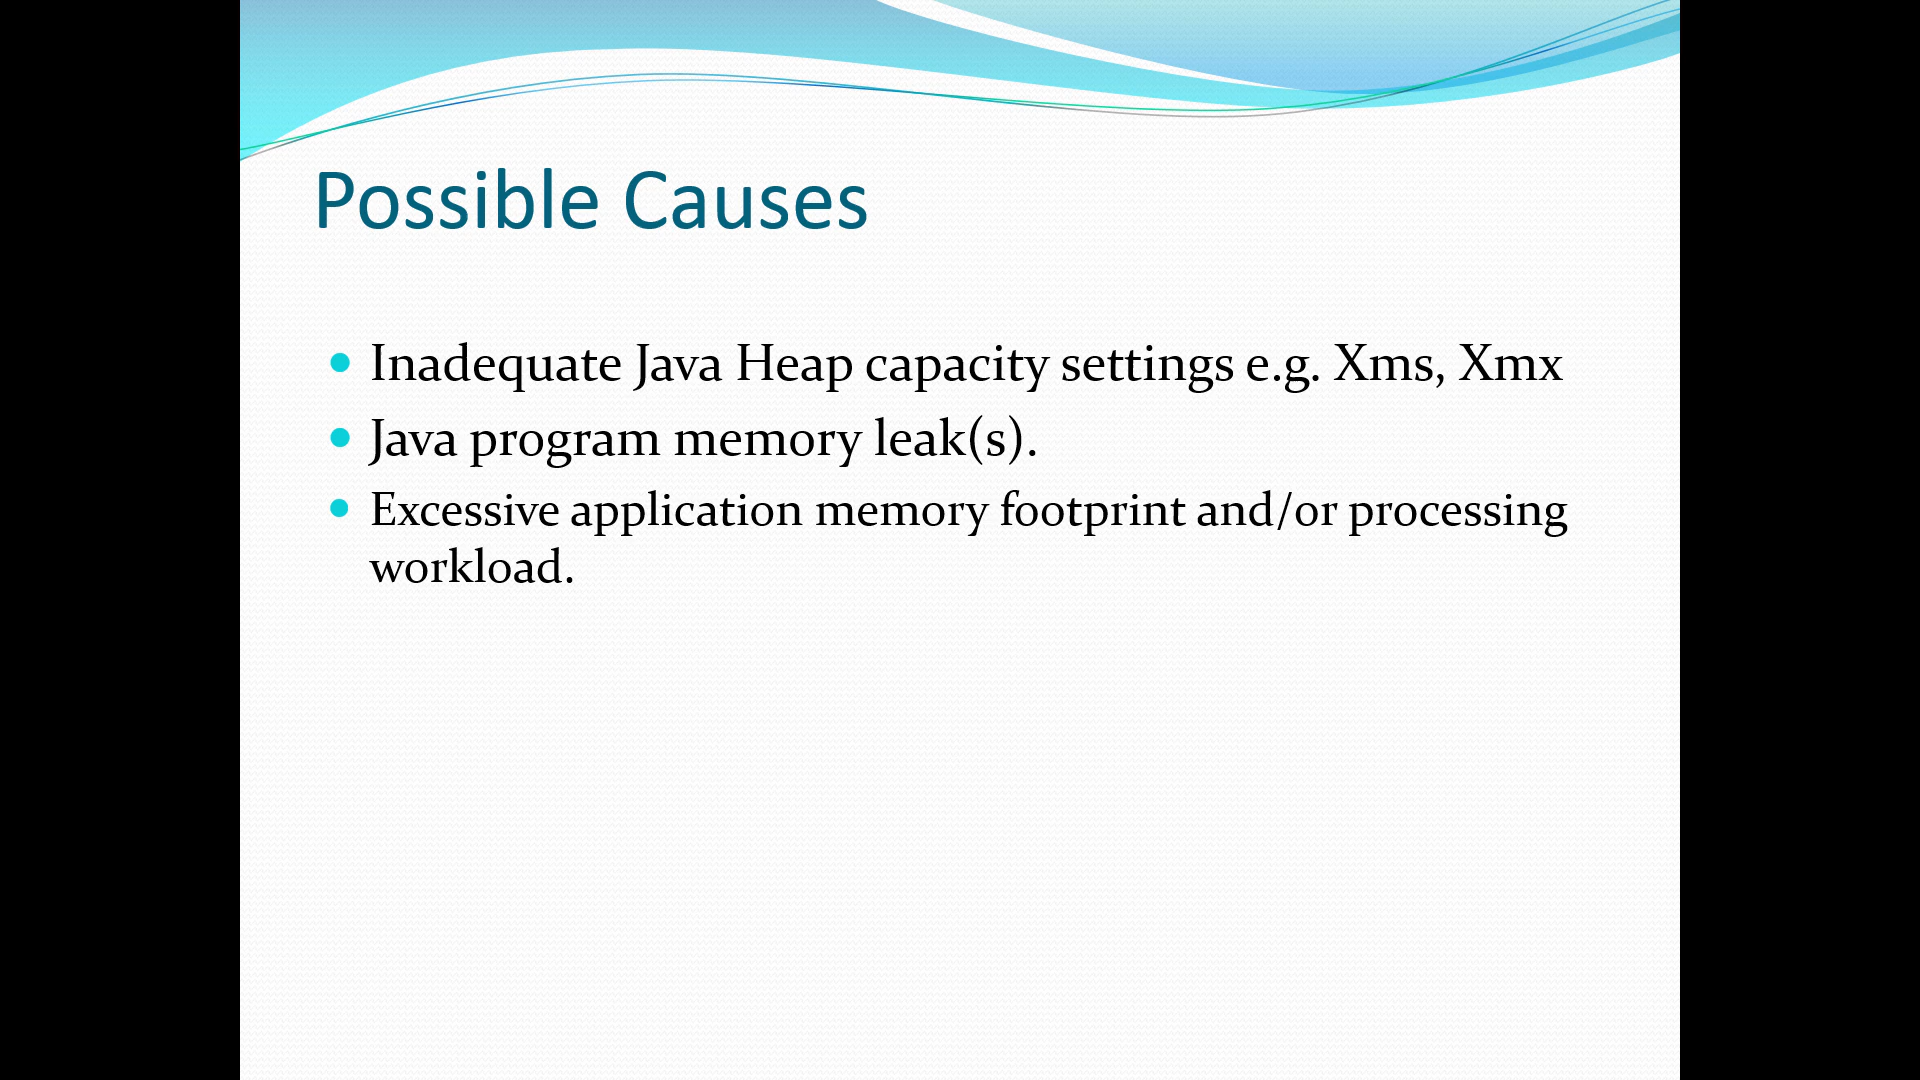 Possible Causes
Inadequate Java Heap capacity settings e.g. Xms, Xmx
Java program memory leak(s).
Excessive application memory footprint and/or processing
workload.